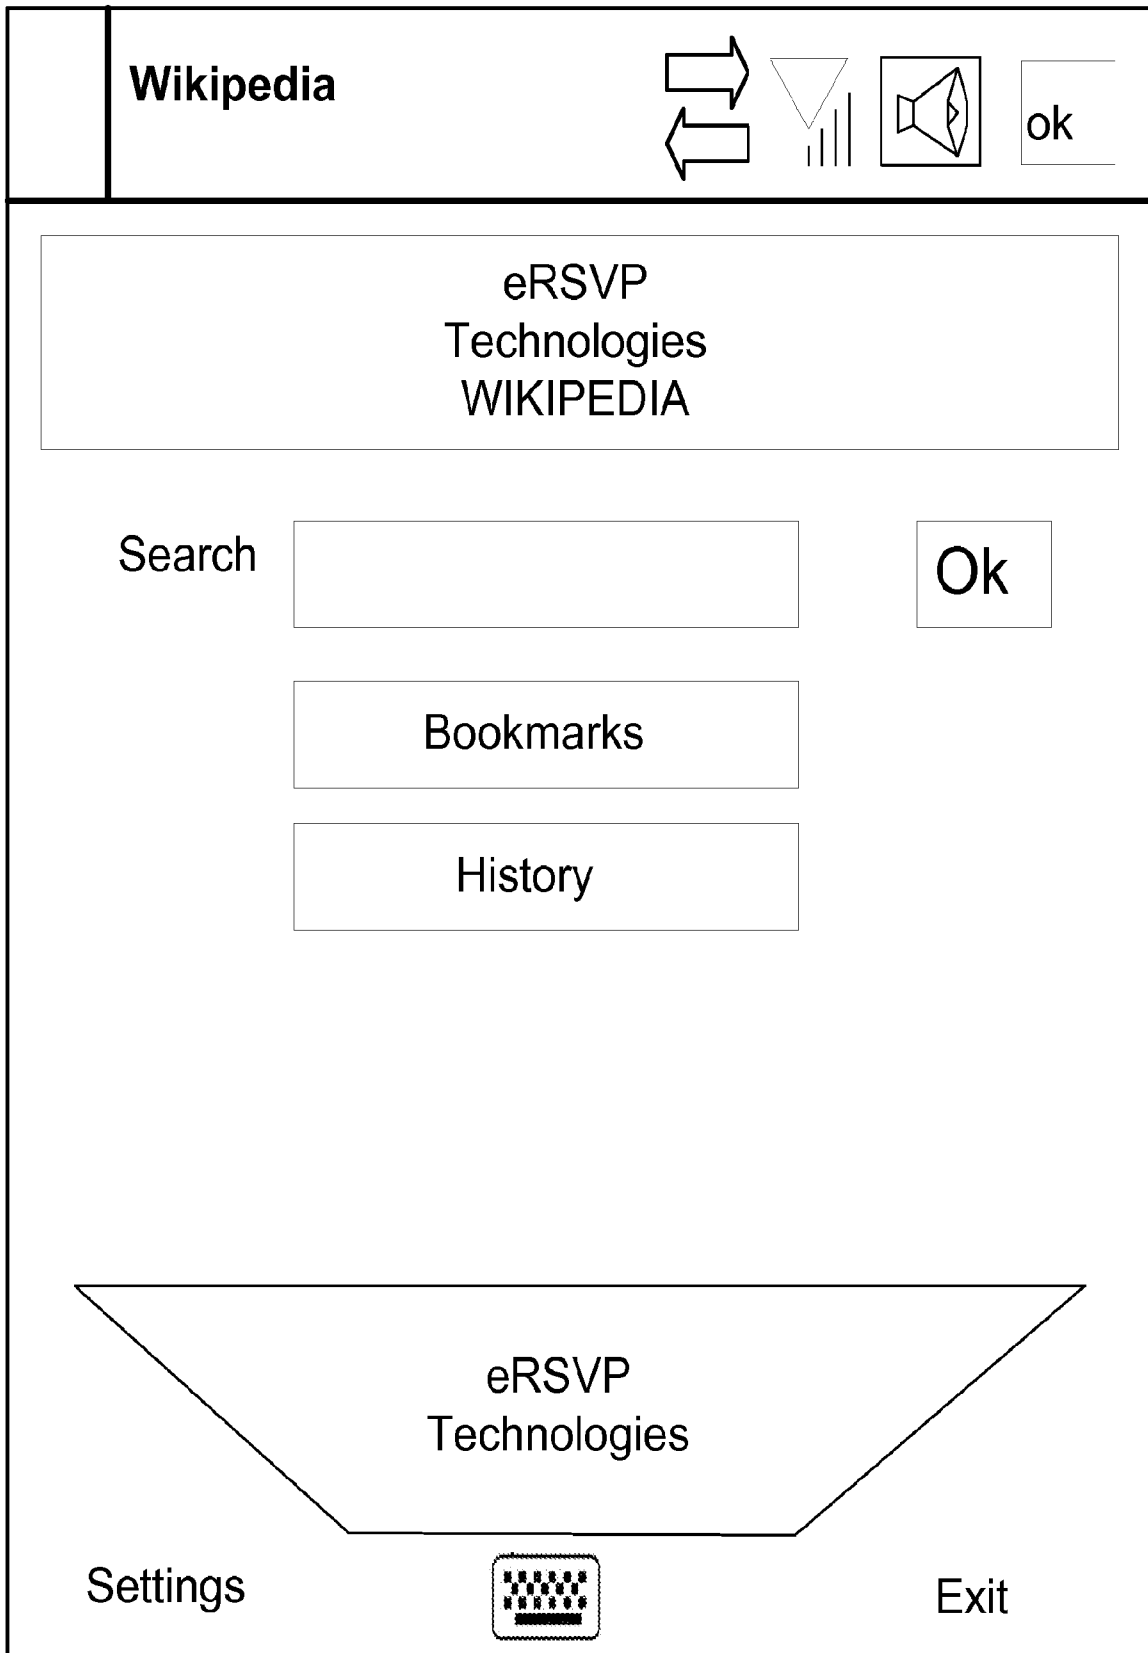 Wikipedia
ok
eRSVP
Technologies
WIKIPEDIA
Search
Ok
Bookmarks
History
eRSVP
Technologies
Settings
Exit